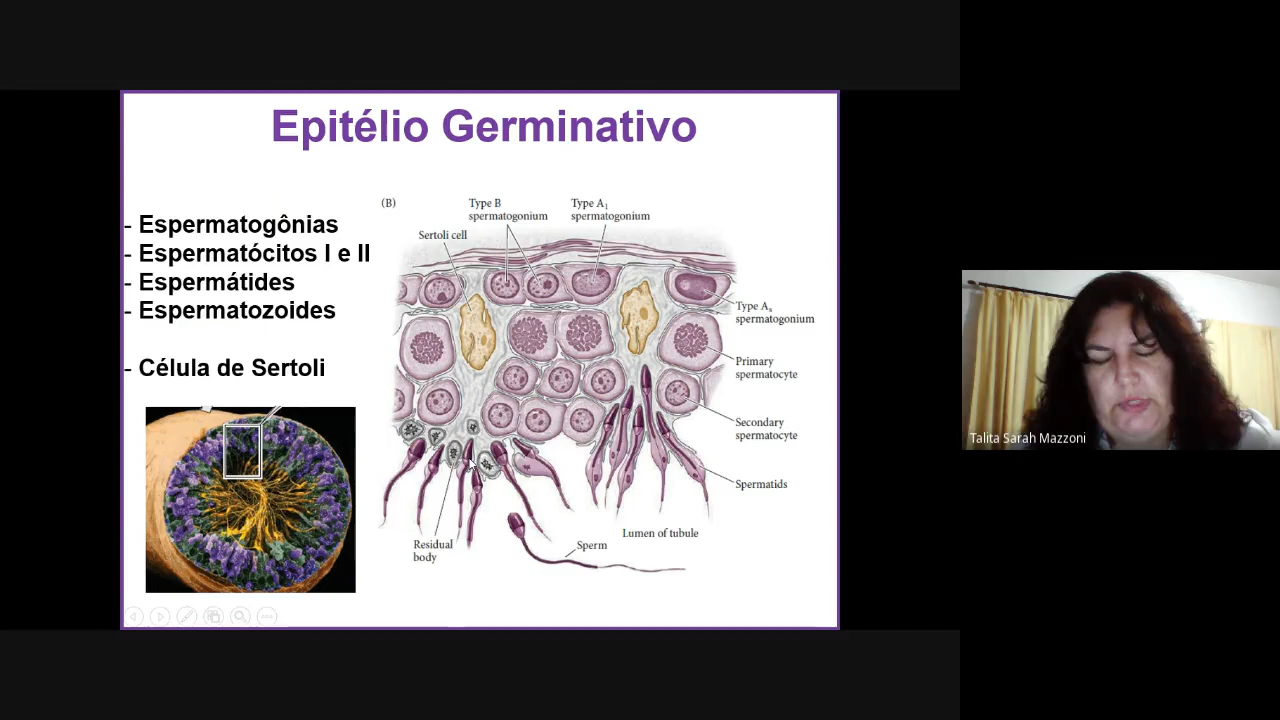 Epitélio Germinativo
- Espermatogônias
- Espermatócitos I e II
- Espermátides
- Espermatozoides
- Célula de Sertoli
(B)
Type B
spermatogonium
Type A1
spermatogonium
Sertoli cell
Type As
spermatogonium
Primary
spermatocyte
Secondary
spermatocyte
Spermatids
Lumen of tubule
Sperm
Residual
body
Talita Sarah Mazzoni